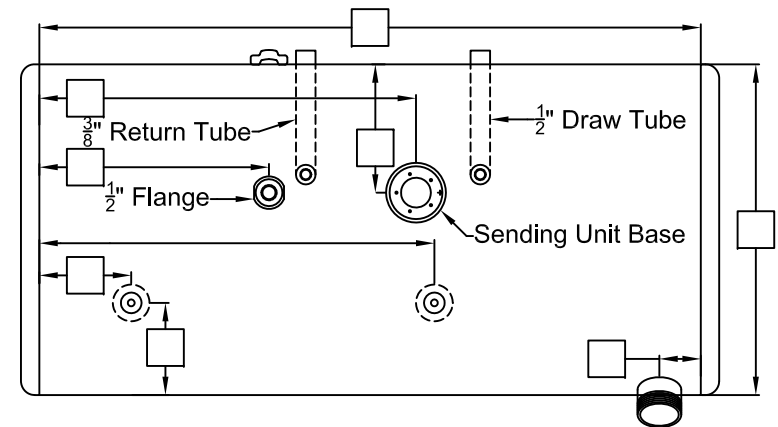 3/8" Return Tube
1/2" Draw Tube
1/2" Flange
Sending Unit Base